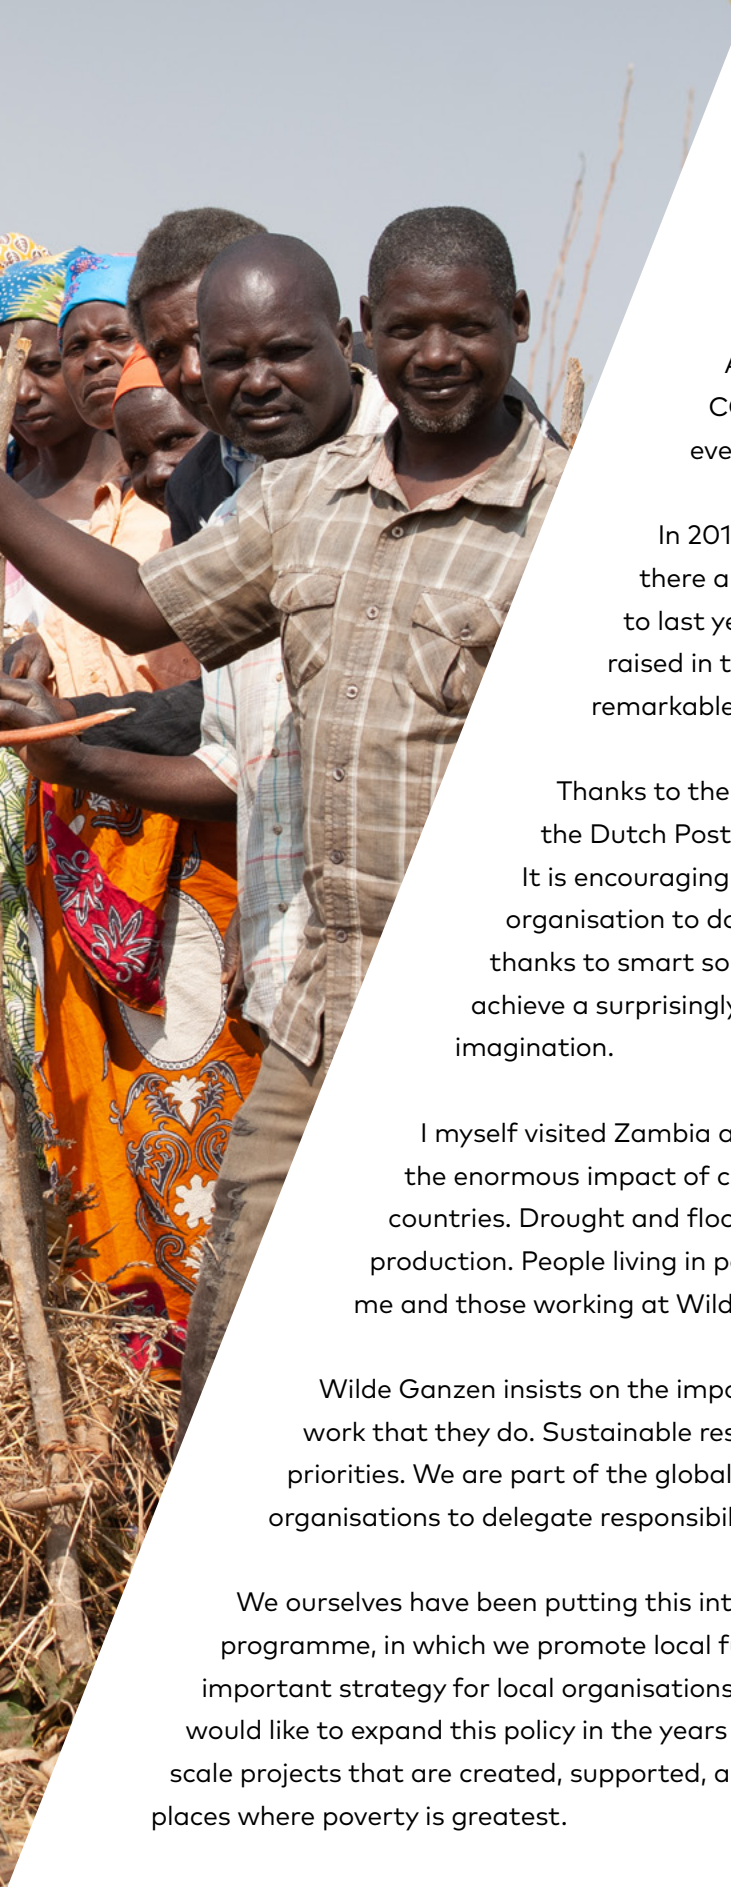 eve
In 201
there a
to last ye
raised in t
remarkable
Thanks to the
the Dutch Post
It is encouraging
organisation to do
thanks to smart so
achieve a surprisingly
imagination.
I myself visited Zambia a
the enormous impact of c
countries. Drought and floo
production. People living in p
me and those working at Wild
Wilde Ganzen insists on the impo
work that they do. Sustainable res
priorities. We are part of the global
organisations to delegate responsibil
We ourselves have been putting this int
programme, in which we promote local f
important strategy for local organisations
would like to expand this policy in the years
scale projects that are created, supported, a
places where poverty is greatest.